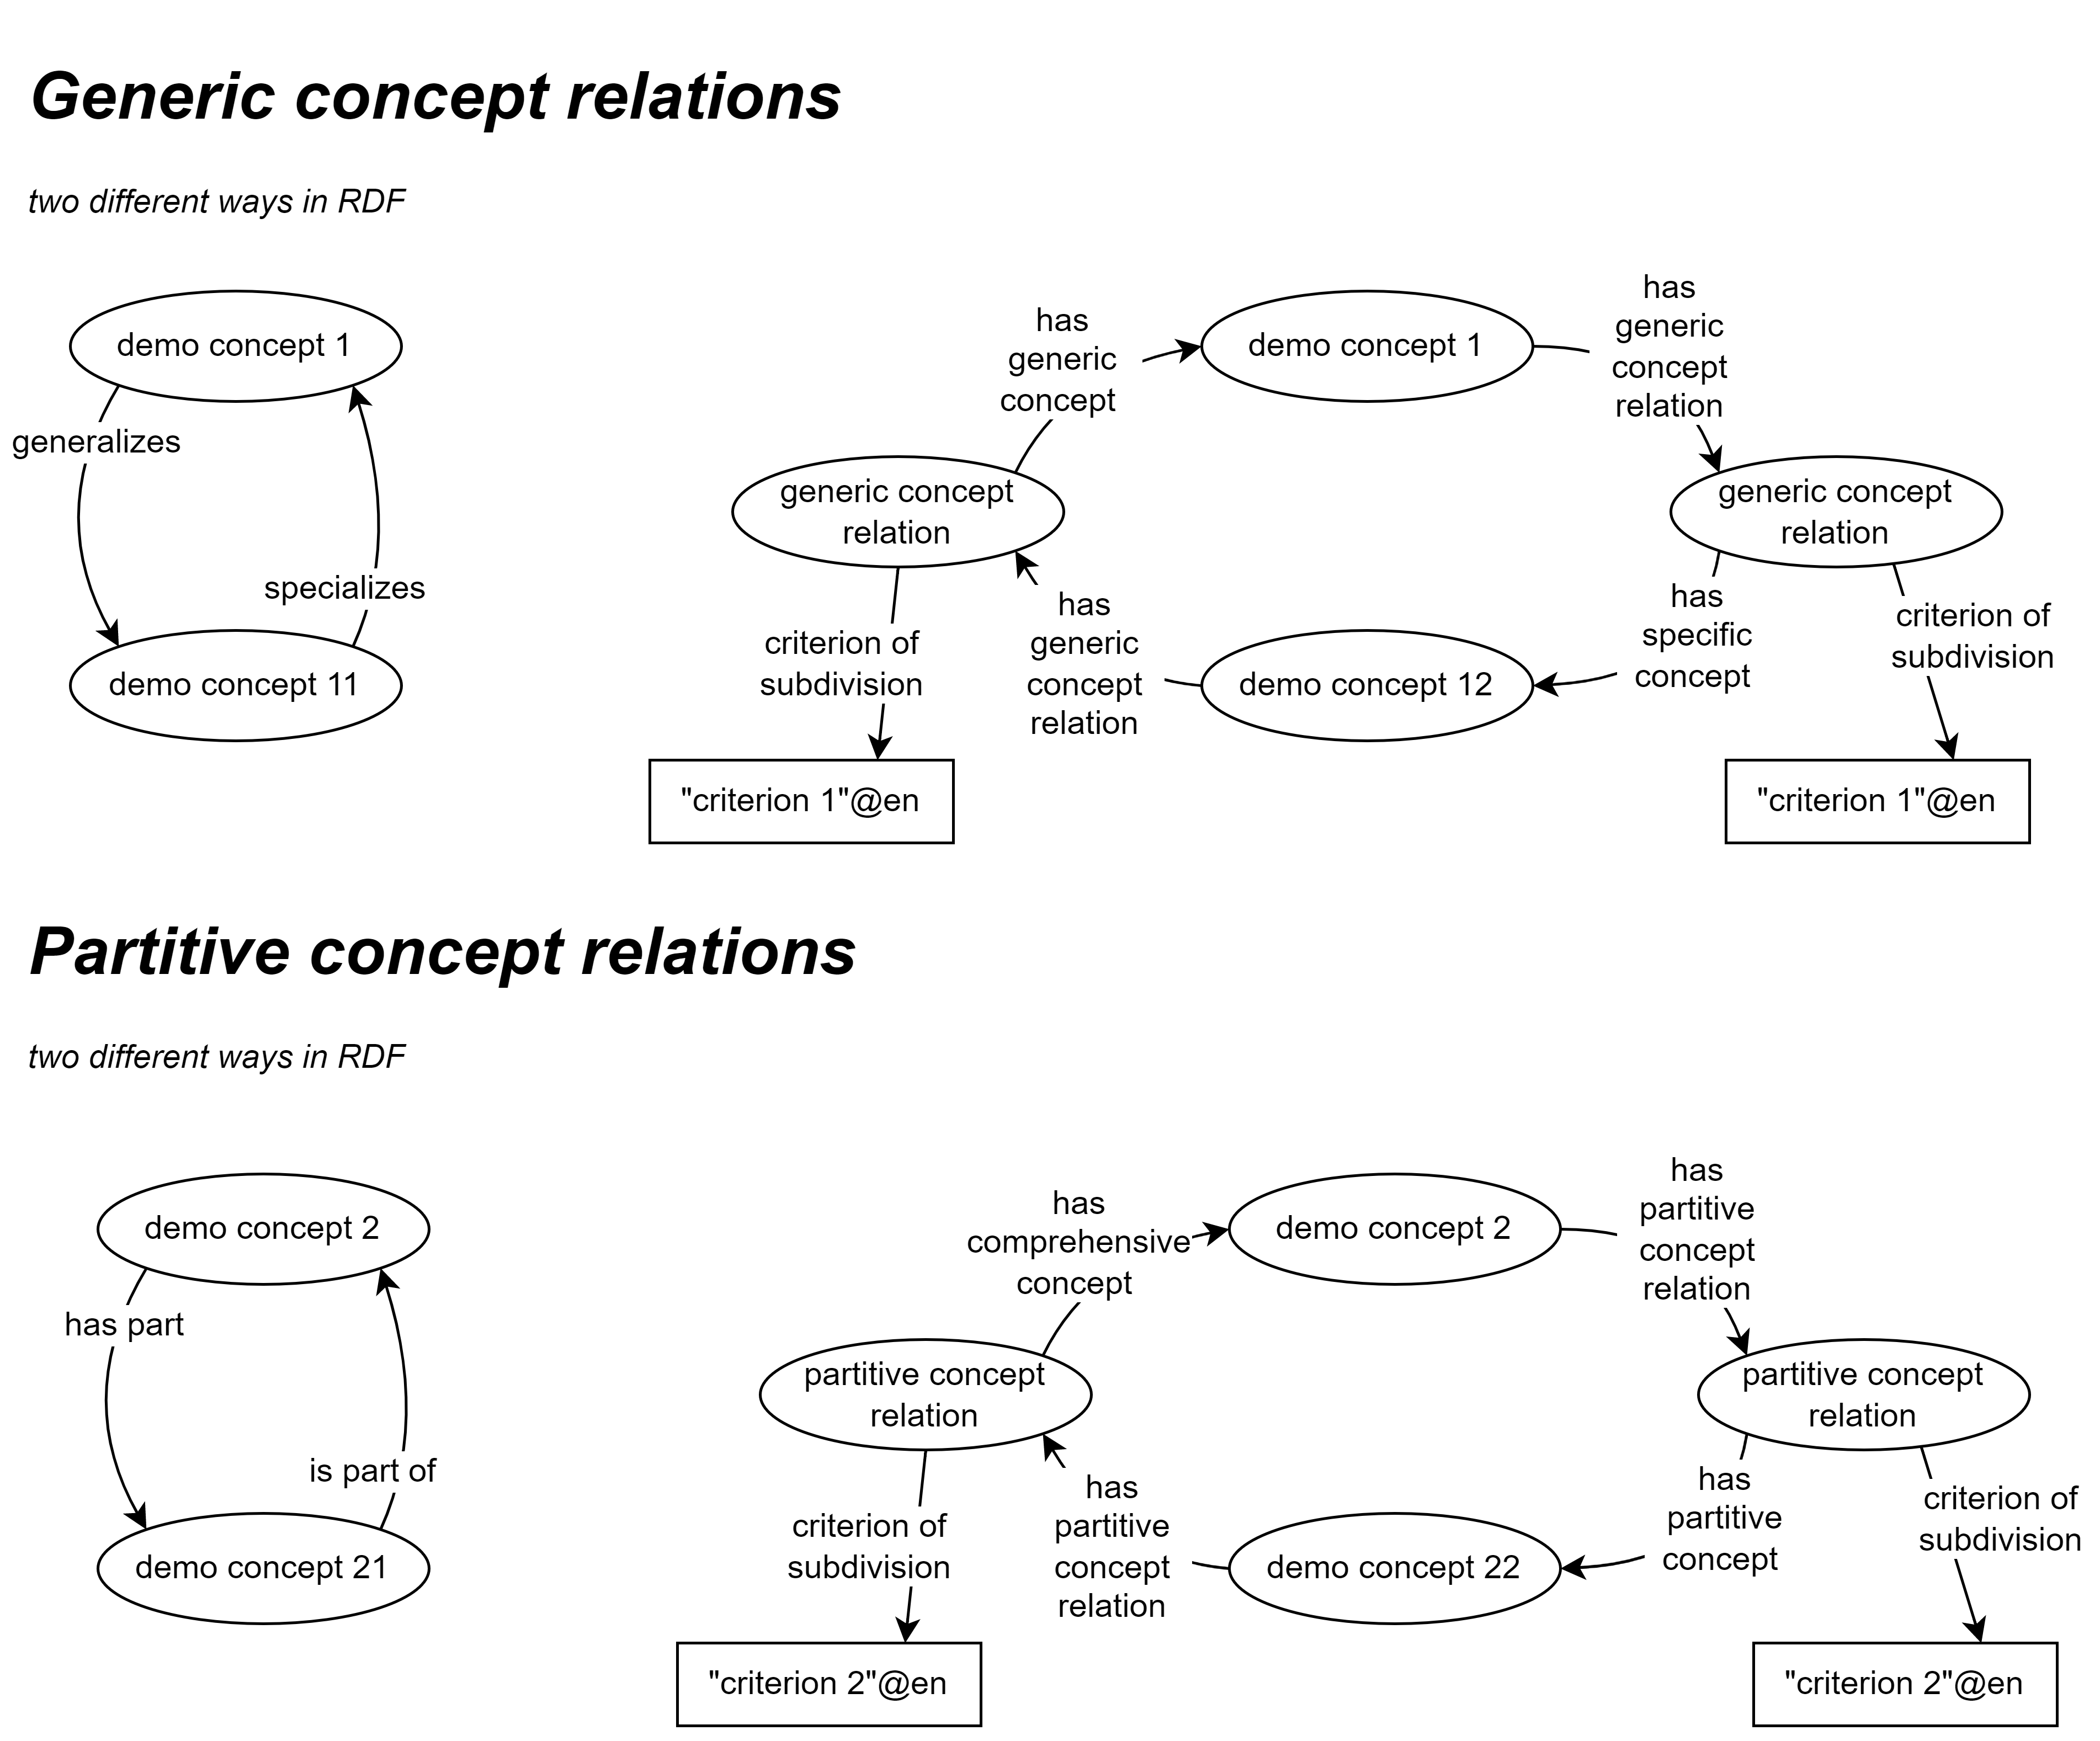 Generic concept relations
two different ways in RDF
demo concept 1
generalizes
specializes
demo concept 11
has
generic
concept
demo concept 1
has
generic
concept
relation
generic concept
relation
generic concept
relation
criterion of
subdivision
has
generic
concept
relation
demo concept 12
has
specific
concept
criterion of
subdivision
"criterion 1"@en
"criterion 1"@en
Partitive concept relations
two different ways in RDF
demo concept 2
has part
is part of
demo concept 21
has
comprehensive
concept
demo concept 2
has
partitive
concept
relation
partitive concept
relation
partitive concept
relation
criterion of
subdivision
has
partitive
concept
relation
demo concept 22
has
partitive
concept
criterion of
subdivision
"criterion 2"@en
"criterion 2"@en